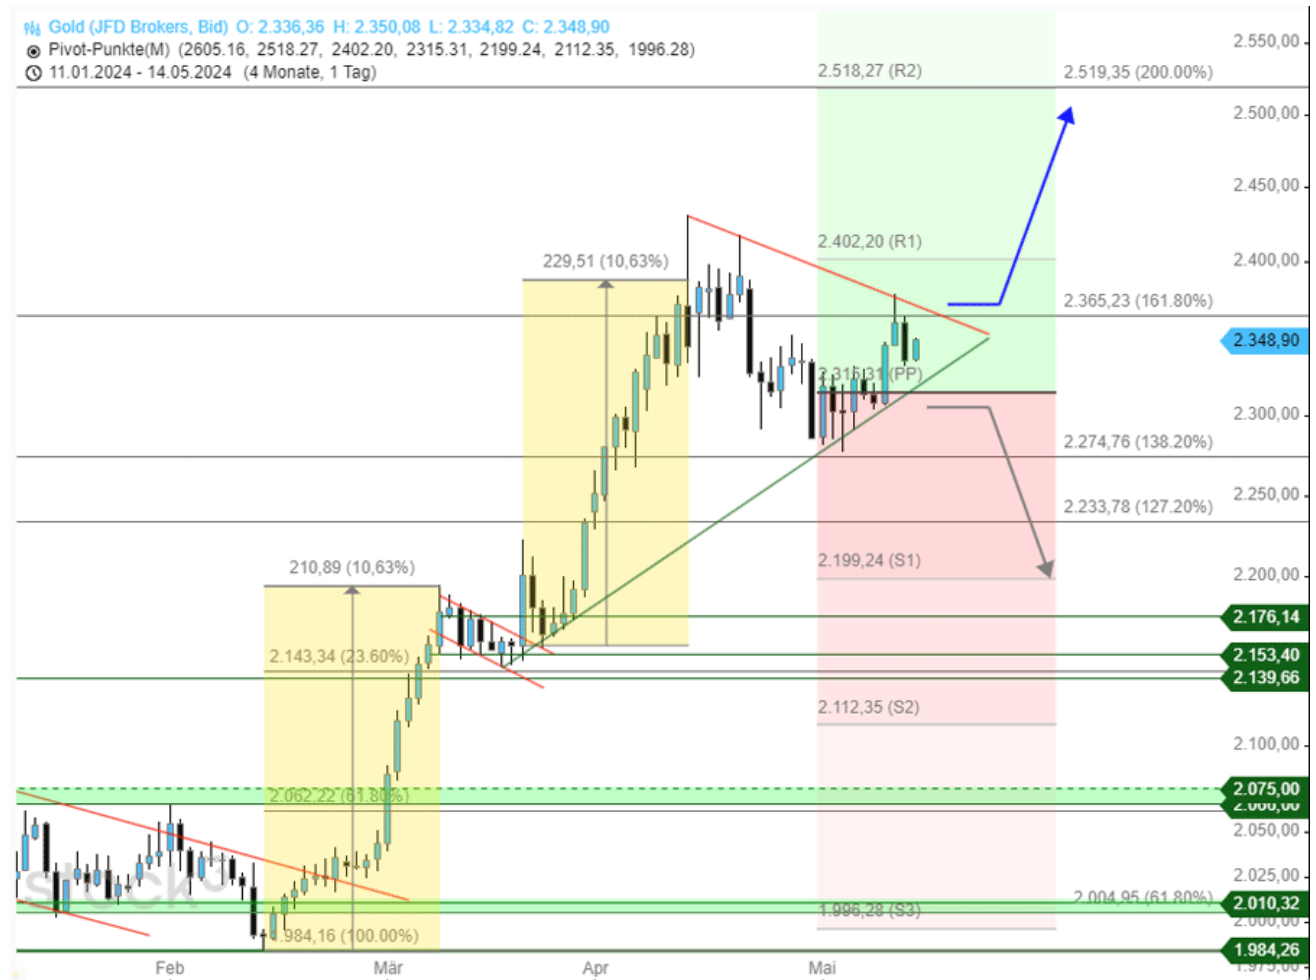 Gold (JFD Brokers, Bid) O: 2.336,36 H: 2.350,08 L: 2.334,82 C: 2.348,90
Pivot-Punkte(M) (2605.16, 2518.27, 2402.20, 2315.31, 2199.24, 2112.35, 1996.28)
11.01.2024 - 14.05.2024 (4 Monate, 1 Tag)
2.550,00
2.518,27 (R2)
2.519,35 (200.00%)
2.500,00
2.450,00
2.402,20 (R1)
229,51 (10,63%)
2.400,00
2.365,23 (161.80%)
2.348,90
2.315,31 (PP)
2.300,00
2.274,76 (138.20%)
2.250,00
2.233,78 (127.20%)
2.199,24 (S1)
210,89 (10,63%)
2.200,00
2.176,14
2.143,34 (23.60%)
2.153,40
2.139,66
2.112,35 (S2)
2.100,00
2.062,22 (61.80%)
2.075,00
2.066,00
2.050,00
stock³
2.025,00
2.004,95 (61.80%)
2.010,32
1.996,28 (S3)
2.000,00
1.984,16 (100.00%)
1.984,26
1.975,00
Feb
Mär
Apr
Mai